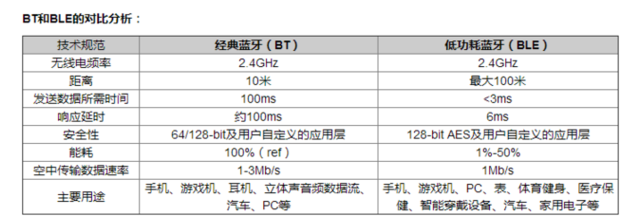 BT和BLE的对比分析：
技术规范 经典蓝牙（BT） 低功耗蓝牙（BLE）
无线电频率 2.4GHz 2.4GHz
距离 10米 最大100米
发送数据所需时间 100ms <3ms
响应延时 约100ms 6ms
安全性 64/128-bit及用户自定义的应用层 128-bit AES及用户自定义的应用层
能耗 100%（ref） 1%-50%
空中传输数据速率 1-3Mb/s 1Mb/s
主要用途 手机、游戏机、耳机、立体声音频数据流、 手机、游戏机、PC、表、体育健身、医疗保
汽车、PC等 健、智能穿戴设备、汽车、家用电子等